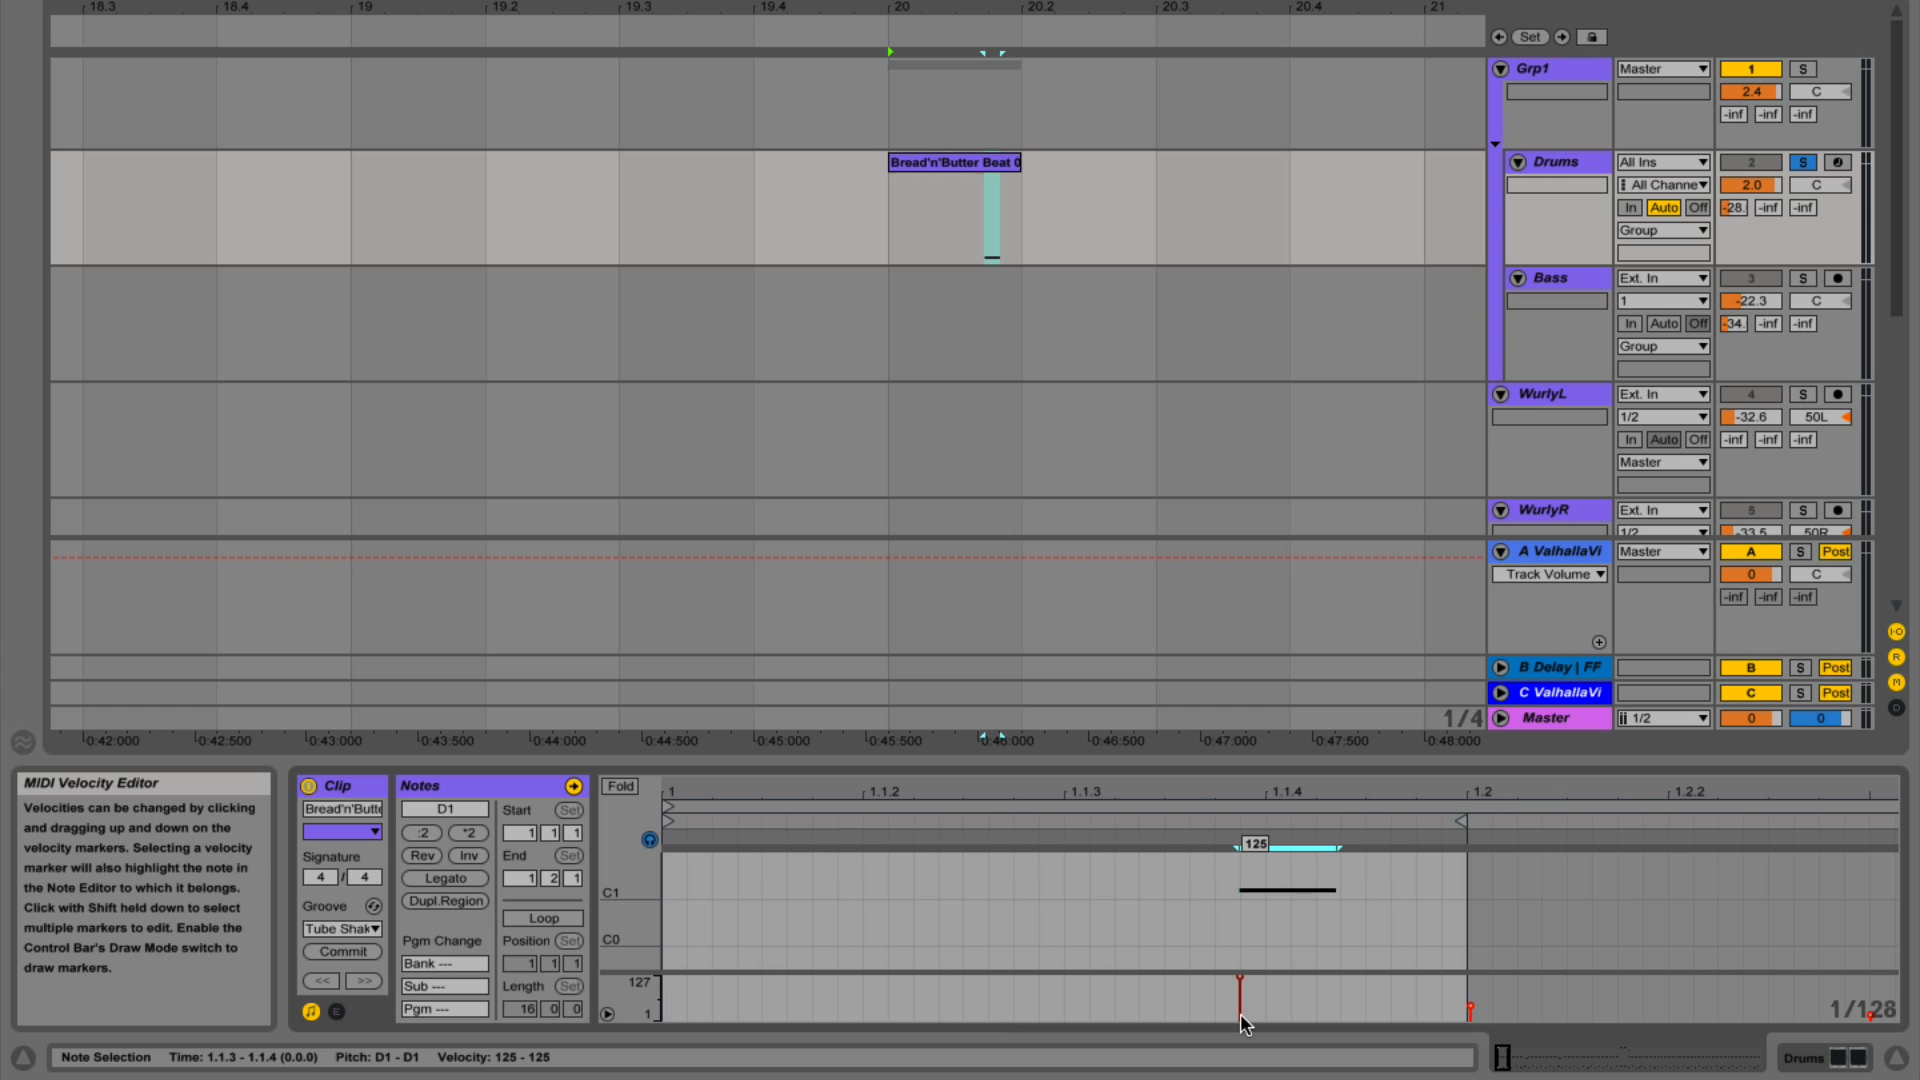 18.3 18.4 19 19.2 19.3 19.4 20 20.2 20.3 20.4 21
Set
Grp1 Master 1 S
2.4 C
-inf -inf -inf
Bread'n'Butter Beat 0
Drums All Ins 2 S
All Channe 2.0 C
In Auto Off -28. -inf -inf
Group
Bass Ext. In 3 S
1 -22.3 C
In Auto Off -34. -inf -inf
Group
WurlyL Ext. In 4 S
1/2 -32.6 50L
In Auto Off -inf -inf -inf
Master
WurlyR Ext. In 5 S
1/2 -33.5 50R
A ValhallaVi Master A S Post
Track Volume 0 C
-inf -inf -inf
I-O
B Delay | FF B S Post
R
C ValhallaVi C S Post
M
1/4 Master 1/2 0 0
D
0:42:000 0:42:500 0:43:000 0:43:500 0:44:000 0:44:500 0:45:000 0:45:500 0:46:000 0:46:500 0:47:000 0:47:500 0:48:000
MIDI Velocity Editor
Velocities can be changed by clicking
and dragging up and down on the
velocity markers. Selecting a velocity
marker will also highlight the note in
the Note Editor to which it belongs.
Click with Shift held down to select
multiple markers to edit. Enable the
Control Bar's Draw Mode switch to
draw markers.
Clip
Bread'n'Butte
Signature
4 / 4
Groove
Tube Shak
Commit
<< >>
E
Notes
D1
:2 *2
Rev Inv
Legato
Dupl.Region
Pgm Change
Bank ---
Sub ---
Pgm ---
Start Set
1 1 1
End Set
1 2 1
Loop
Position Set
1 1 1
Length Set
16 0 0
Fold
1 1.1.2 1.1.3 1.1.4 1.2 1.2.2
125
C1
C0
127
1
1/128
Note Selection Time: 1.1.3 - 1.1.4 (0.0.0) Pitch: D1 - D1 Velocity: 125 - 125
Drums